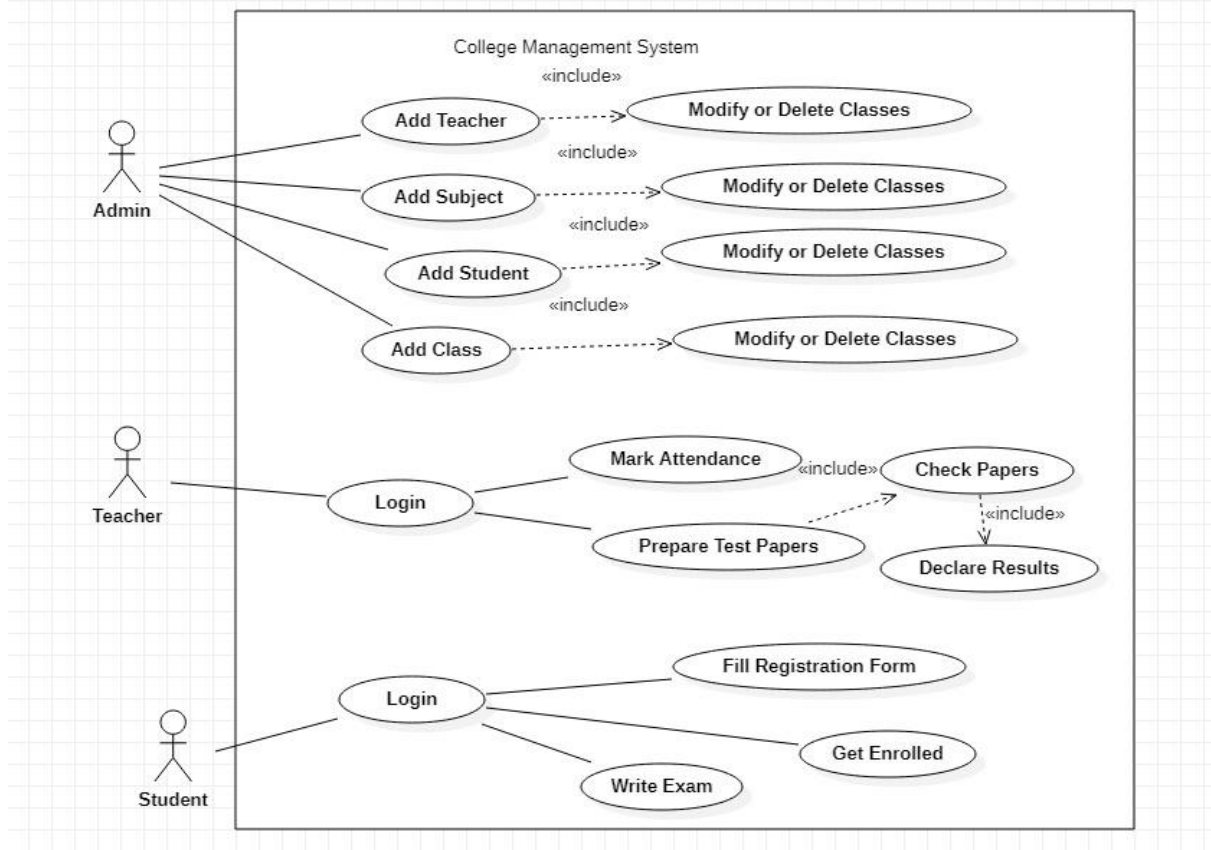 College Management System
«include»
Add Teacher
Modify or Delete Classes
«include»
Add Subject
Modify or Delete Classes
Admin
«include»
Add Student
Modify or Delete Classes
«include»
Add Class
Modify or Delete Classes
Mark Attendance
«include»
Check Papers
Login
Teacher
«include»
Prepare Test Papers
Declare Results
Fill Registration Form
Login
Get Enrolled
Write Exam
Student